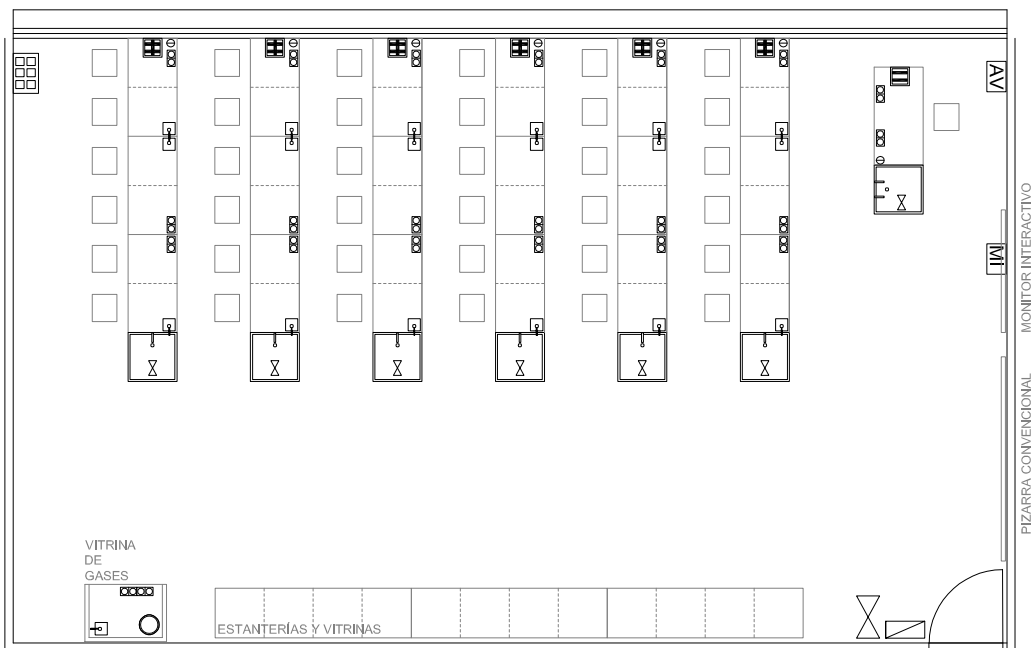 AV
MONITOR INTERACTIVO
MI
PIZARRA CONVENCIONAL
VITRINA
DE
GASES
ESTANTERÍAS Y VITRINAS